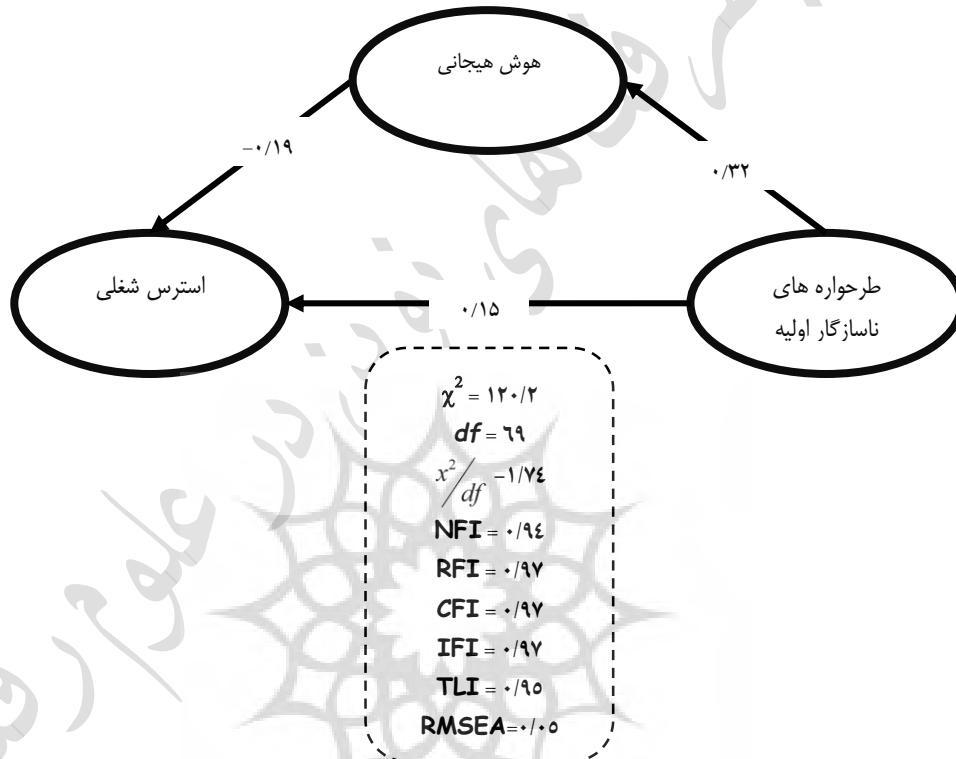 هوش هیجانی
-۰/۱۹
۰/۳۲
استرس شغلی
طرحواره های
ناسازگار اولیه
۰/۱۵
χ² = ۱۲۰/۲
df = ٦٩
x²/df -۱/۷٤
NFI = ۰/۹٤
RFI = ۰/۹۷
CFI = ۰/۹۷
IFI = ۰/۹۷
TLI = ۰/۹٥
RMSEA=۰/۰٥